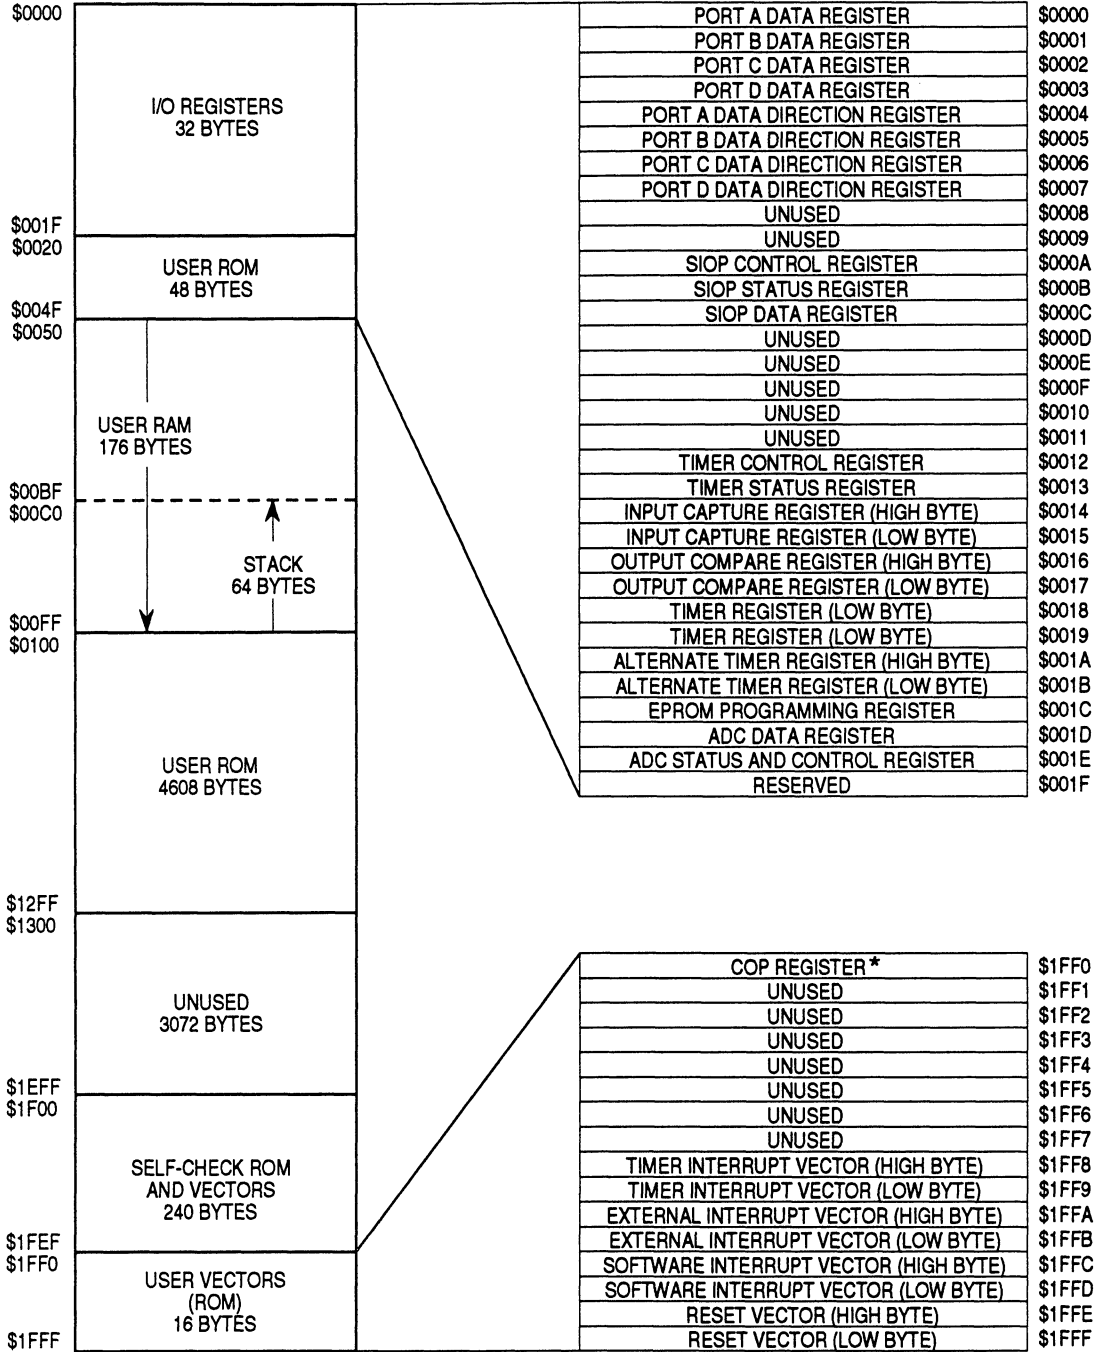 $0000
I/O REGISTERS
32 BYTES
$001F
$0020
USER ROM
48 BYTES
$004F
$0050
USER RAM
176 BYTES
$00BF
$00C0
STACK
64 BYTES
$00FF
$0100
USER ROM
4608 BYTES
$12FF
$1300
UNUSED
3072 BYTES
$1EFF
$1F00
SELF-CHECK ROM
AND VECTORS
240 BYTES
$1FEF
$1FF0
USER VECTORS
(ROM)
16 BYTES
$1FFF
PORT A DATA REGISTER $0000
PORT B DATA REGISTER $0001
PORT C DATA REGISTER $0002
PORT D DATA REGISTER $0003
PORT A DATA DIRECTION REGISTER $0004
PORT B DATA DIRECTION REGISTER $0005
PORT C DATA DIRECTION REGISTER $0006
PORT D DATA DIRECTION REGISTER $0007
UNUSED $0008
UNUSED $0009
SIOP CONTROL REGISTER $000A
SIOP STATUS REGISTER $000B
SIOP DATA REGISTER $000C
UNUSED $000D
UNUSED $000E
UNUSED $000F
UNUSED $0010
UNUSED $0011
TIMER CONTROL REGISTER $0012
TIMER STATUS REGISTER $0013
INPUT CAPTURE REGISTER (HIGH BYTE) $0014
INPUT CAPTURE REGISTER (LOW BYTE) $0015
OUTPUT COMPARE REGISTER (HIGH BYTE) $0016
OUTPUT COMPARE REGISTER (LOW BYTE) $0017
TIMER REGISTER (LOW BYTE) $0018
TIMER REGISTER (LOW BYTE) $0019
ALTERNATE TIMER REGISTER (HIGH BYTE) $001A
ALTERNATE TIMER REGISTER (LOW BYTE) $001B
EPROM PROGRAMMING REGISTER $001C
ADC DATA REGISTER $001D
ADC STATUS AND CONTROL REGISTER $001E
RESERVED $001F
COP REGISTER* $1FF0
UNUSED $1FF1
UNUSED $1FF2
UNUSED $1FF3
UNUSED $1FF4
UNUSED $1FF5
UNUSED $1FF6
UNUSED $1FF7
TIMER INTERRUPT VECTOR (HIGH BYTE) $1FF8
TIMER INTERRUPT VECTOR (LOW BYTE) $1FF9
EXTERNAL INTERRUPT VECTOR (HIGH BYTE) $1FFA
EXTERNAL INTERRUPT VECTOR (LOW BYTE) $1FFB
SOFTWARE INTERRUPT VECTOR (HIGH BYTE) $1FFC
SOFTWARE INTERRUPT VECTOR (LOW BYTE) $1FFD
RESET VECTOR (HIGH BYTE) $1FFE
RESET VECTOR (LOW BYTE) $1FFF